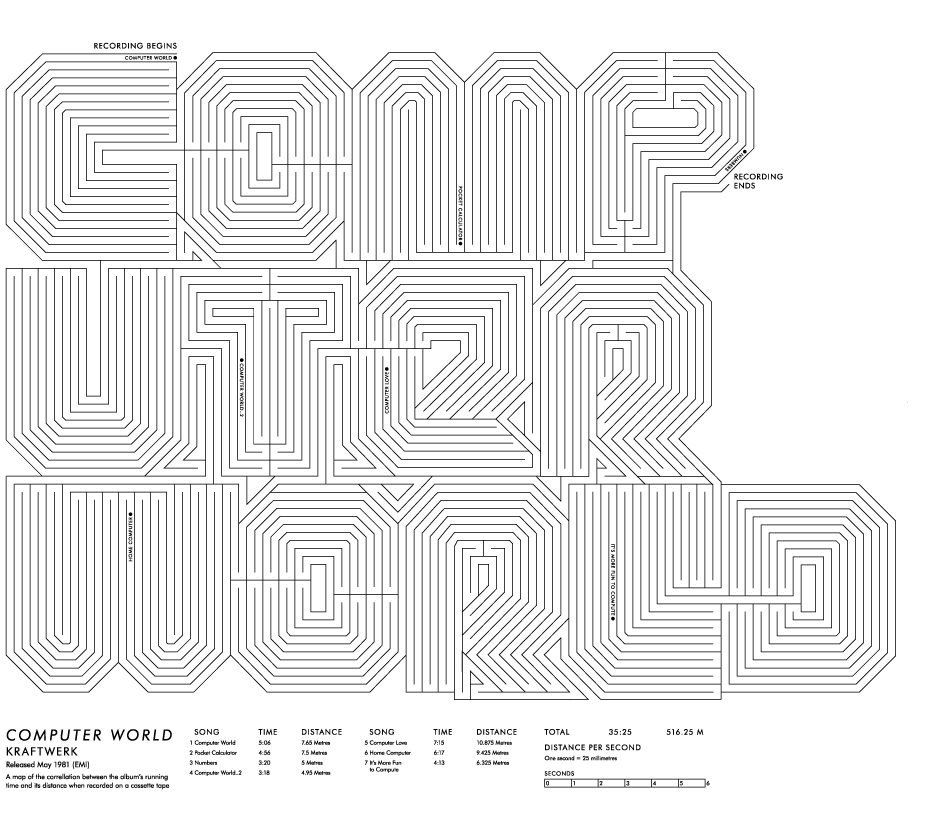 RECORDING BEGINS
COMPUTER WORLD
POCKET CALCULATOR
NUMBERS
RECORDING
ENDS
COMPUTER WORLD..2
COMPUTER LOVE
HOME COMPUTER
IT'S MORE FUN TO COMPUTE
COMPUTER WORLD
KRAFTWERK
Released May 1981 (EMI)
A map of the correllation between the album's running
time and its distance when recorded on a cassette tape
SONG TIME DISTANCE
1 Computer World 5:06 7.65 Metres
2 Pocket Calculator 4:56 7.5 Metres
3 Numbers 3:20 5 Metres
4 Computer World..2 3:18 4.95 Metres
SONG TIME DISTANCE
5 Computer Love 7:15 10.875 Metres
6 Home Computer 6:17 9.425 Metres
7 It's More Fun 4:13 6.325 Metres
to Compute
TOTAL 35:25 516.25 M
DISTANCE PER SECOND
One second = 25 millimetres
SECONDS
0 1 2 3 4 5 6